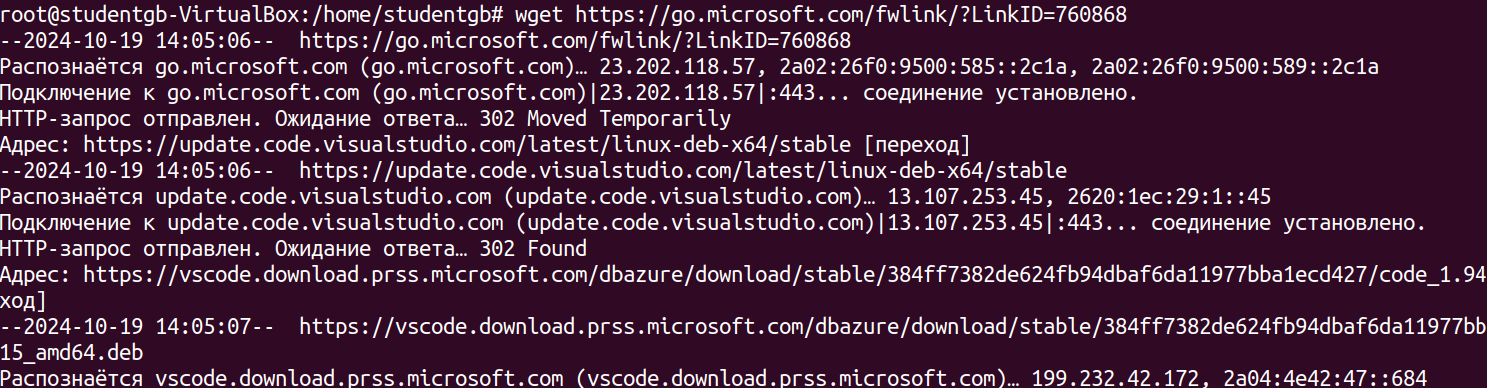 root@studentgb-VirtualBox:/home/studentgb# wget https://go.microsoft.com/fwlink/?LinkID=760868
--2024-10-19 14:05:06--  https://go.microsoft.com/fwlink/?LinkID=760868
Распознаётся go.microsoft.com (go.microsoft.com)… 23.202.118.57, 2a02:26f0:9500:585::2c1a, 2a02:26f0:9500:589::2c1a
Подключение к go.microsoft.com (go.microsoft.com)|23.202.118.57|:443... соединение установлено.
HTTP-запрос отправлен. Ожидание ответа… 302 Moved Temporarily
Адрес: https://update.code.visualstudio.com/latest/linux-deb-x64/stable [переход]
--2024-10-19 14:05:06--  https://update.code.visualstudio.com/latest/linux-deb-x64/stable
Распознаётся update.code.visualstudio.com (update.code.visualstudio.com)… 13.107.253.45, 2620:1ec:29:1::45
Подключение к update.code.visualstudio.com (update.code.visualstudio.com)|13.107.253.45|:443... соединение установлено.
HTTP-запрос отправлен. Ожидание ответа… 302 Found
Адрес: https://vscode.download.prss.microsoft.com/dbazure/download/stable/384ff7382de624fb94dbaf6da11977bba1ecd427/code_1.94
ход]
--2024-10-19 14:05:07--  https://vscode.download.prss.microsoft.com/dbazure/download/stable/384ff7382de624fb94dbaf6da11977bb
15_amd64.deb
Распознаётся vscode.download.prss.microsoft.com (vscode.download.prss.microsoft.com)… 199.232.42.172, 2a04:4e42:47::684